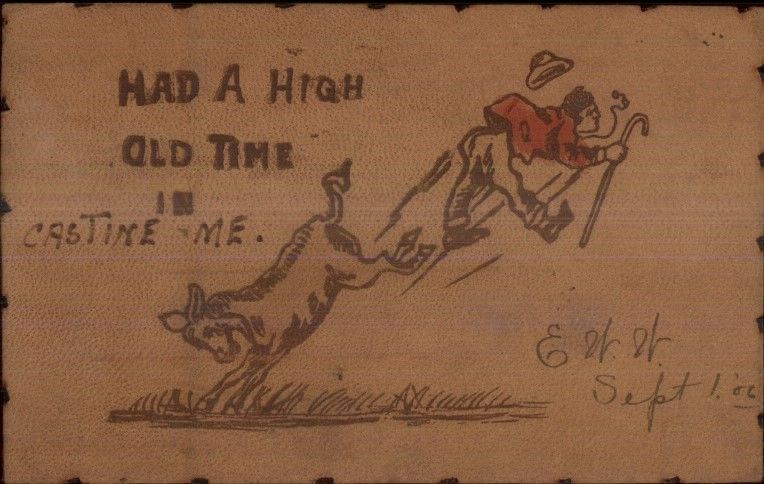 HAD A HIGH
OLD TIME
IN
CASTINE ME.
E.W.W.
Sept 1. '06